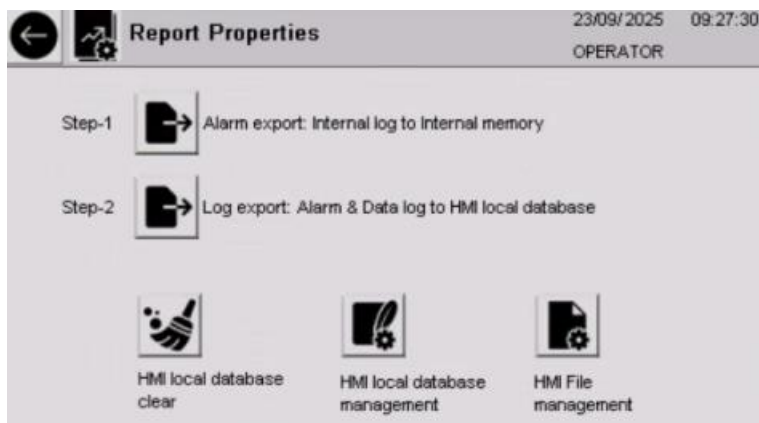 Report Properties
23/09/2025 09:27:30
OPERATOR
Step-1 Alarm export: Internal log to Internal memory
Step-2 Log export: Alarm & Data log to HMI local database
HMI local database
clear
HMI local database
management
HMI File
management